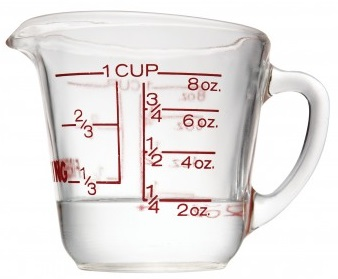 1 CUP 8 oz.
3/4 6 oz.
2/3
1/2 4 oz.
1/3
1/4 2 oz.